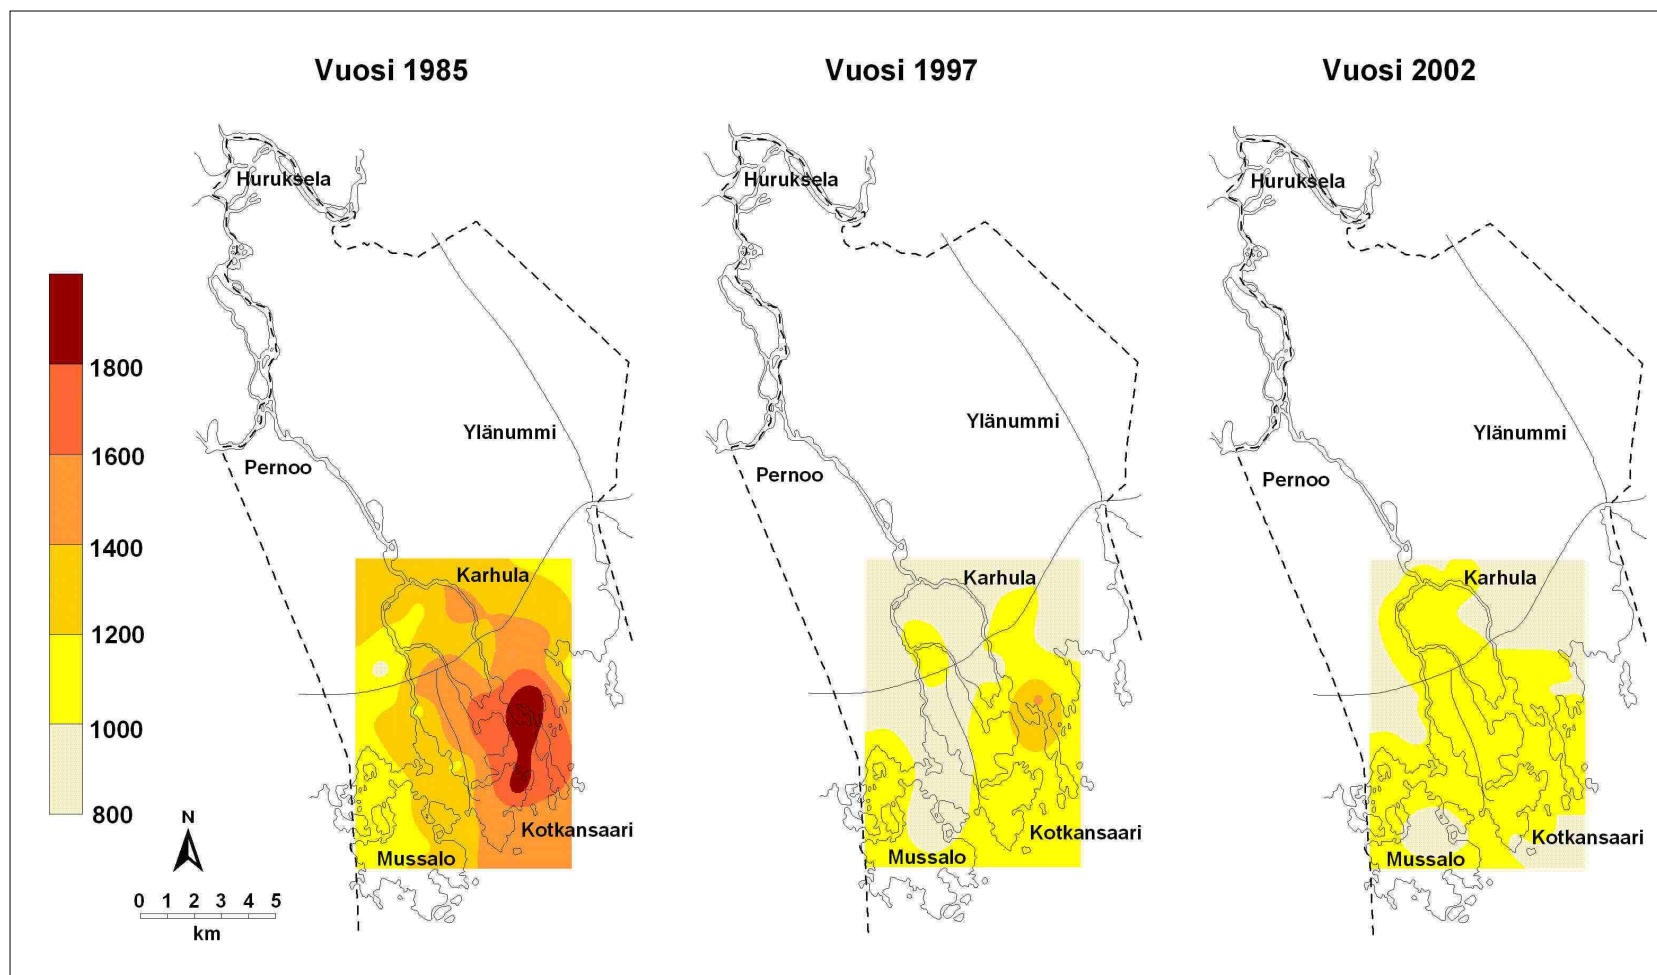 Vuosi 1985
Vuosi 1997
Vuosi 2002
Huruksela
Huruksela
Huruksela
1800
1600
1400
1200
1000
800
Ylänummi
Ylänummi
Ylänummi
Pernoo
Pernoo
Pernoo
Karhula
Karhula
Karhula
Kotkansaari
Kotkansaari
Kotkansaari
Mussalo
Mussalo
Mussalo
N
0 1 2 3 4 5
km